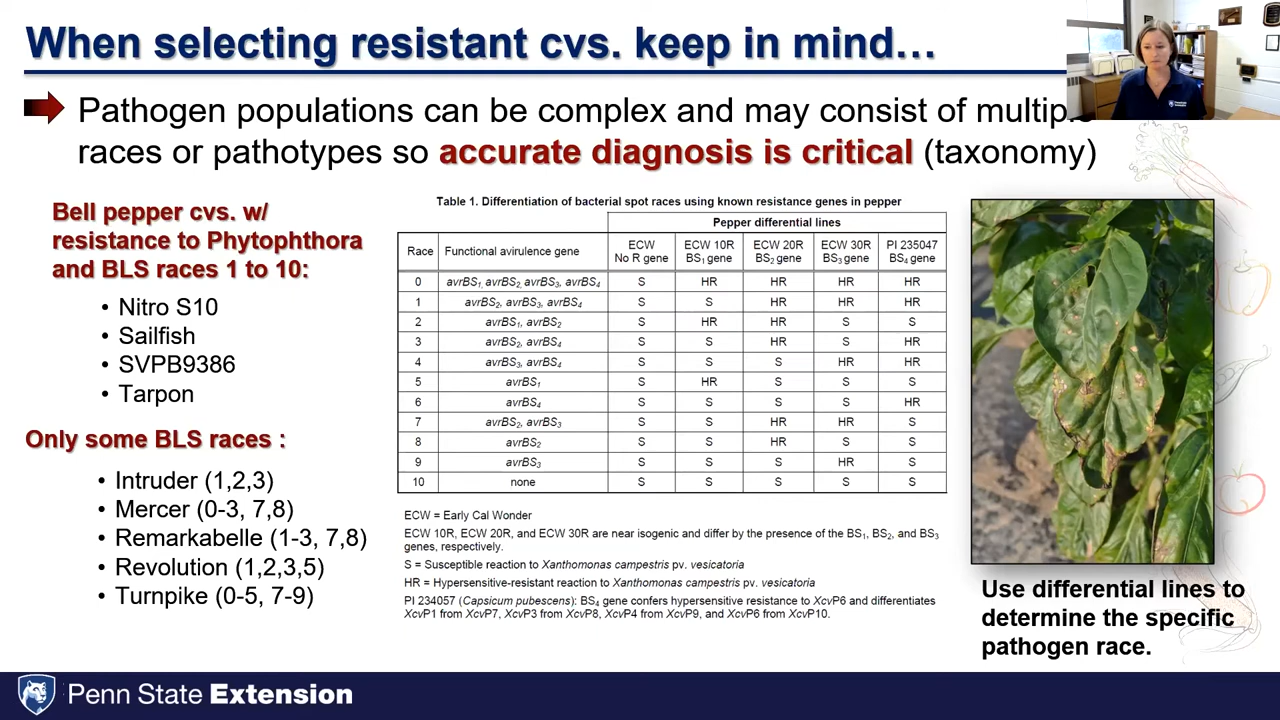 When selecting resistant cvs. keep in mind…
Pathogen populations can be complex and may consist of multiple
races or pathotypes so accurate diagnosis is critical (taxonomy)
Bell pepper cvs. w/
resistance to Phytophthora
and BLS races 1 to 10:
• Nitro S10
• Sailfish
• SVPB9386
• Tarpon
Only some BLS races :
• Intruder (1,2,3)
• Mercer (0-3, 7,8)
• Remarkabelle (1-3, 7,8)
• Revolution (1,2,3,5)
• Turnpike (0-5, 7-9)
Table 1. Differentiation of bacterial spot races using known resistance genes in pepper
Pepper differential lines
Race Functional avirulence gene ECW No R gene ECW 10R BS1 gene ECW 20R BS2 gene ECW 30R BS3 gene PI 235047 BS4 gene
0 avrBS1, avrBS2, avrBS3, avrBS4 S HR HR HR HR
1 avrBS2, avrBS3, avrBS4 S S HR HR HR
2 avrBS1, avrBS2 S HR HR S S
3 avrBS2, avrBS4 S S HR S HR
4 avrBS3, avrBS4 S S S HR HR
5 avrBS1 S HR S S S
6 avrBS4 S S S S HR
7 avrBS2, avrBS3 S S HR HR S
8 avrBS2 S S HR S S
9 avrBS3 S S S HR S
10 none S S S S S
ECW = Early Cal Wonder
ECW 10R, ECW 20R, and ECW 30R are near isogenic and differ by the presence of the BS1, BS2, and BS3
genes, respectively.
S = Susceptible reaction to Xanthomonas campestris pv. vesicatoria
HR = Hypersensitive-resistant reaction to Xanthomonas campestris pv. vesicatoria
PI 234057 (Capsicum pubescens): BS4 gene confers hypersensitive resistance to XcvP6 and differentiates
XcvP1 from XcvP7, XcvP3 from XcvP8, XcvP4 from XcvP9, and XcvP6 from XcvP10.
Use differential lines to
determine the specific
pathogen race.
Penn State Extension